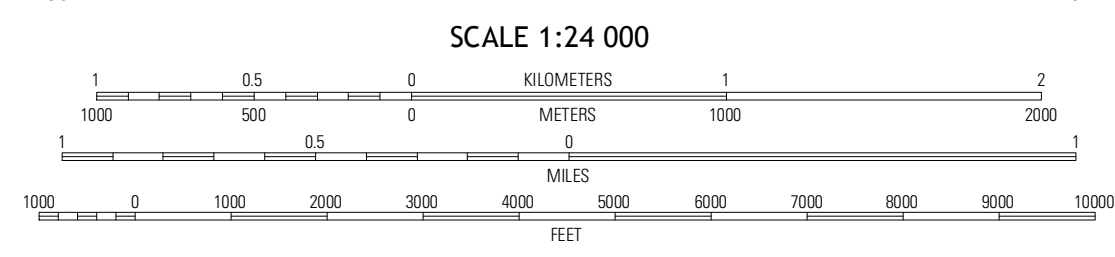 SCALE 1:24 000
1 0.5 0 KILOMETERS 1 2
1000 500 0 METERS 1000 2000
1 0.5 0 1
MILES
1000 0 1000 2000 3000 4000 5000 6000 7000 8000 9000 10000
FEET